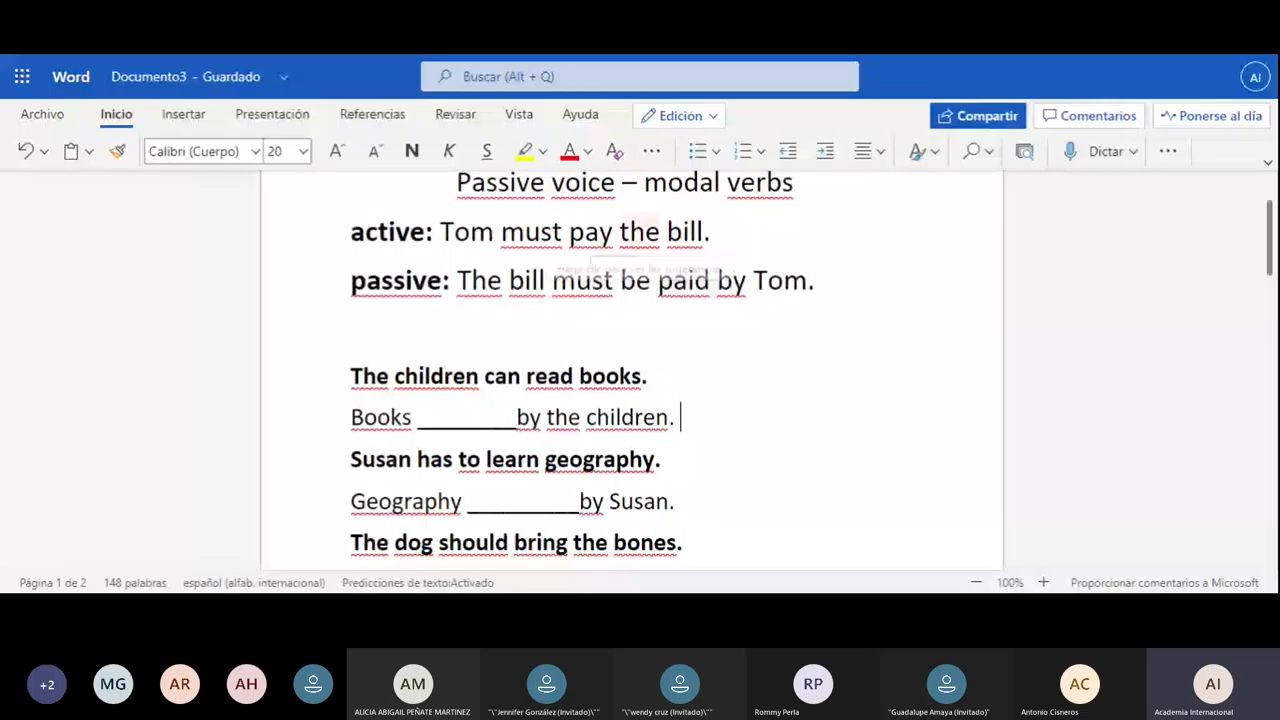 Word Documento3 - Guardado Buscar (Alt + Q) AI
Archivo Inicio Insertar Presentación Referencias Revisar Vista Ayuda Edición Compartir Comentarios Ponerse al día
Calibri (Cuerpo) 20 N K S A Dictar
Passive voice – modal verbs
active: Tom must pay the bill.
passive: The bill must be paid by Tom.
The children can read books.
Books ________by the children.
Susan has to learn geography.
Geography _________by Susan.
The dog should bring the bones.
Página 1 de 2 148 palabras español (alfab. internacional) Predicciones de texto:Activado 100% Proporcionar comentarios a Microsoft
+2 MG AR AH AM RP AC AI
ALICIA ABIGAIL PEÑATE MARTINEZ "\"Jennifer González (Invitado)\"" "\"wendy cruz (Invitado)\"" Rommy Perla "Guadalupe Amaya (Invitado)" Antonio Cisneros Academia Internacional